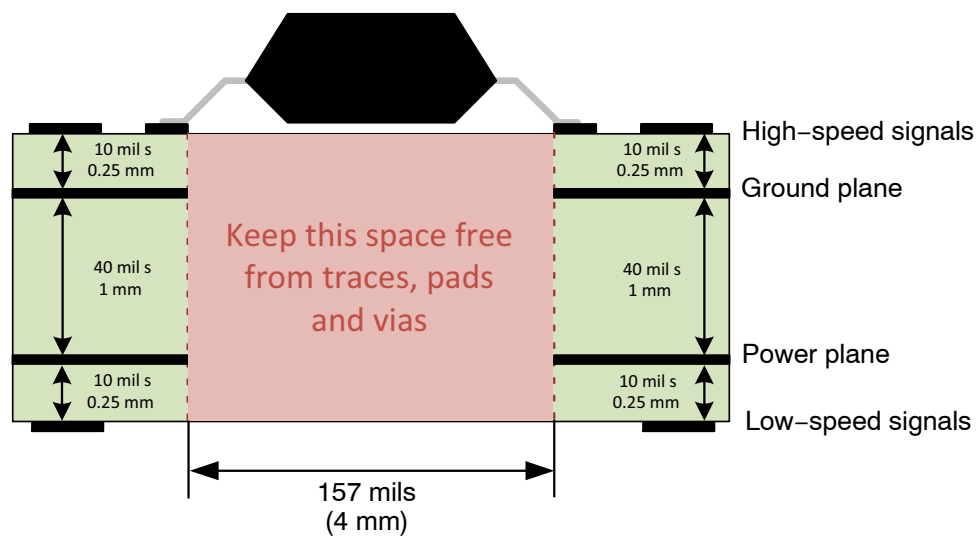 High−speed signals
10 mil s
0.25 mm
10 mil s
0.25 mm
Ground plane
Keep this space free
from traces, pads
and vias
40 mil s
1 mm
40 mil s
1 mm
Power plane
10 mil s
0.25 mm
10 mil s
0.25 mm
Low−speed signals
157 mils
(4 mm)